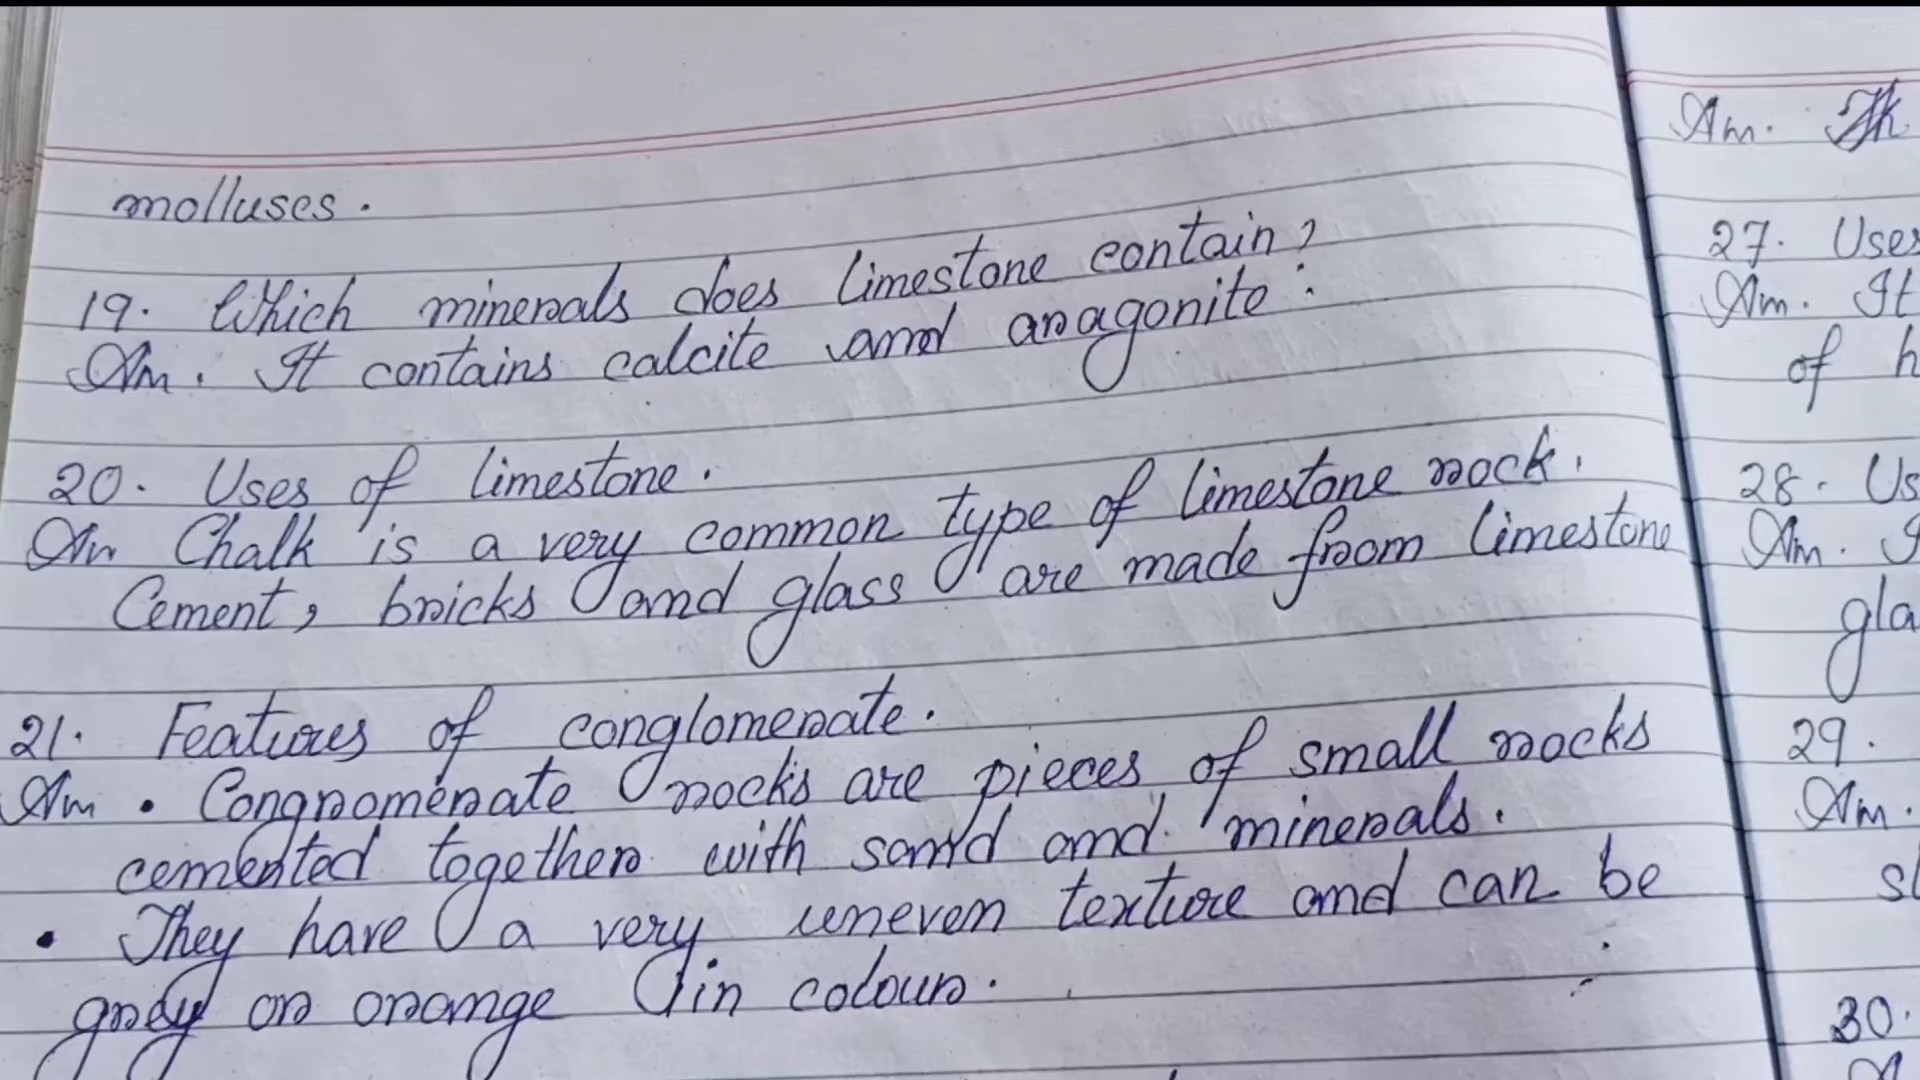 molluses.
19. Which minerals does limestone contain?
Ans. It contains calcite and aragonite.
20. Uses of limestone.
Ans Chalk is a very common type of limestone rock.
Cement, bricks and glass are made from limestone
21. Features of conglomerate.
Ans • Congromerate rocks are pieces of small rocks
cemented together with sand and minerals.
• They have a very uneven texture and can be
grey or orange in colour.
Ans.
27. Uses
Ans. It
of h
28. Us
Ans. I
gla
29.
Ans.
sl
30.